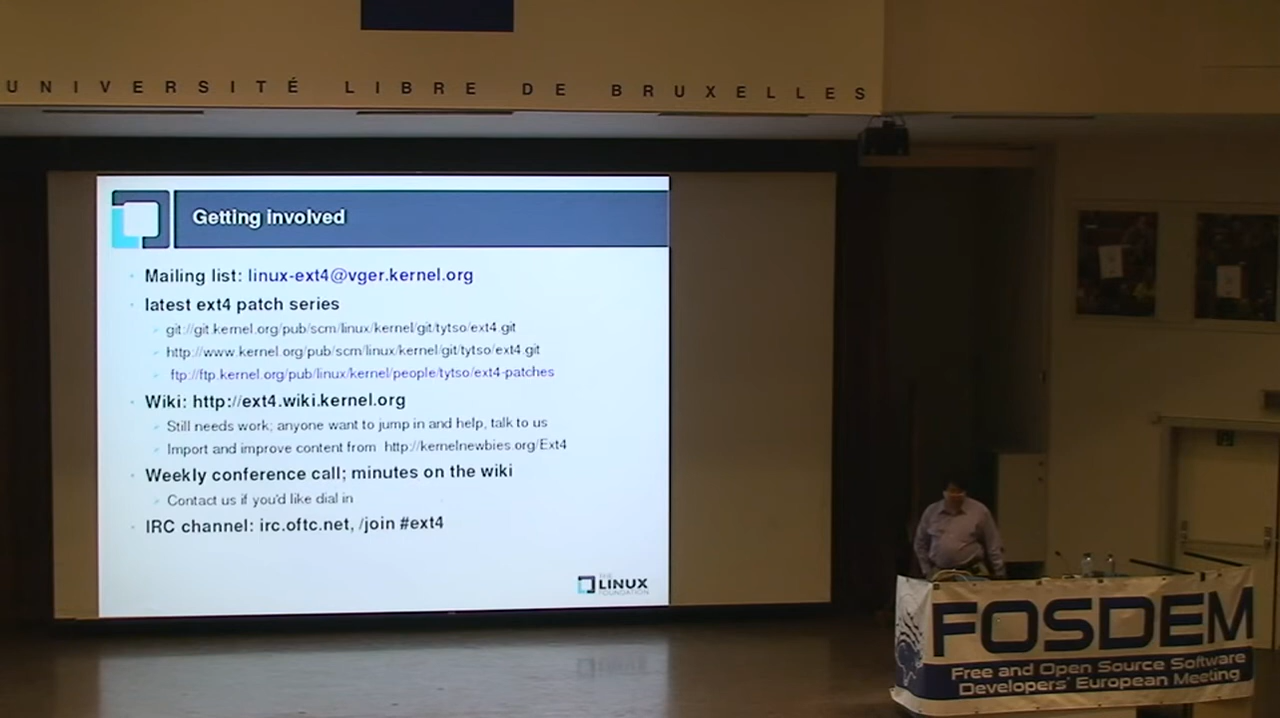 UNIVERSITÉ LIBRE DE BRUXELLES
Getting involved
Mailing list: linux-ext4@vger.kernel.org
latest ext4 patch series
git://git.kernel.org/pub/scm/linux/kernel/git/tytso/ext4.git
http://www.kernel.org/pub/scm/linux/kernel/git/tytso/ext4.git
ftp://ftp.kernel.org/pub/linux/kernel/people/tytso/ext4-patches
Wiki: http://ext4.wiki.kernel.org
Still needs work; anyone want to jump in and help, talk to us
Import and improve content from http://kernelnewbies.org/Ext4
Weekly conference call; minutes on the wiki
Contact us if you'd like dial in
IRC channel: irc.oftc.net, /join #ext4
THE
LINUX
FOUNDATION
FOSDEM
Free and Open Source Software
Developers' European Meeting